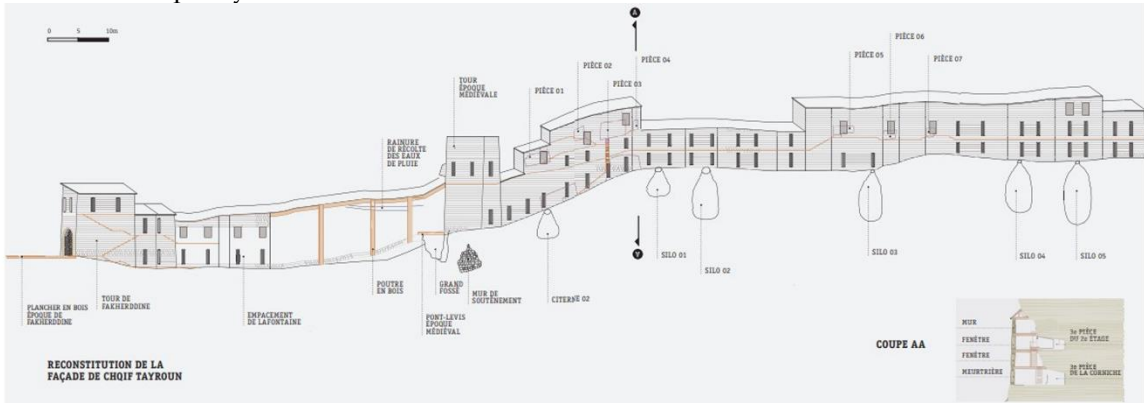 0 5 10m
A
PIÈCE 06
PIÈCE 02
PIÈCE 04
PIÈCE 05
PIÈCE 07
TOUR
ÉPOQUE
MÉDIÉVALE
PIÈCE 01
PIÈCE 03
RAINURE
DE RÉCOLTE
DES EAUX
DE PLUIE
SILO 01
SILO 02
SILO 03
SILO 04
SILO 05
PLANCHER EN BOIS
ÉPOQUE DE
FAKHERDDINE
TOUR DE
FAKHERDDINE
EMPACEMENT
DE LAFONTAINE
POUTRE
EN BOIS
PONT-LEVIS
ÉPOQUE
MÉDIÉVAL
GRAND
FOSSÉ
MUR DE
SOUTÈNEMENT
CITERNE 02
RECONSTITUTION DE LA
FAÇADE DE CHQIF TAYROUN
COUPE AA
MUR
FENÊTRE
FENÊTRE
MEURTRIÈRE
3e PIÈCE
DU 2e ÉTAGE
3e PIÈCE
DE LA CORNICHE